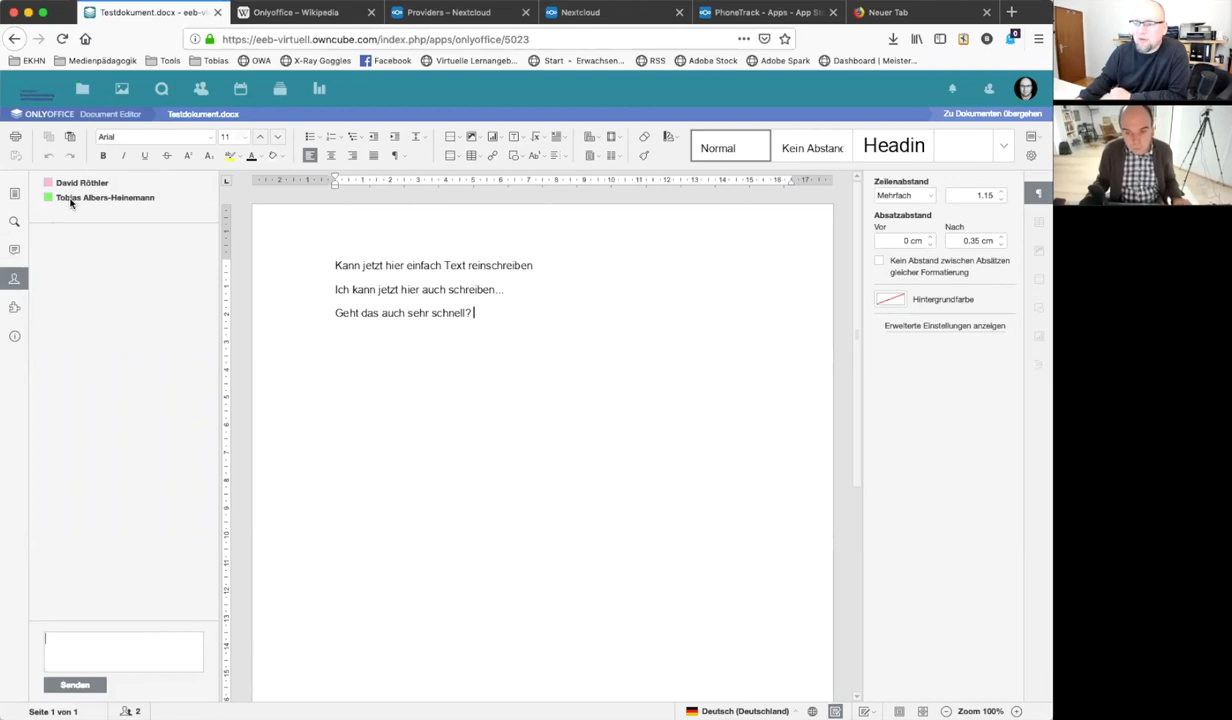 Testdokument.docx - eeb-vi
Onlyoffice – Wikipedia
Providers – Nextcloud
Nextcloud
PhoneTrack - Apps - App St
Neuer Tab
https://eeb-virtuell.owncube.com/index.php/apps/onlyoffice/5023
0
EKHN
Medienpädagogik
Tools
Tobias
OWA
X-Ray Goggles
Facebook
Virtuelle Lernangeb…
Start - Erwachsen…
RSS
Adobe Stock
Adobe Spark
Dashboard | Meister…
ONLYOFFICE Document Editor
Testdokument.docx
Zu Dokumenten übergehen
Arial
11
Normal
Kein Abstanc
Headin
David Röthler
Tobias Albers-Heinemann
Kann jetzt hier einfach Text reinschreiben
Ich kann jetzt hier auch schreiben…
Geht das auch sehr schnell?
Zeilenabstand
Mehrfach
1.15
Absatzabstand
Vor
Nach
0 cm
0.35 cm
Kein Abstand zwischen Absätzen
gleicher Formatierung
Hintergrundfarbe
Erweiterte Einstellungen anzeigen
Senden
Seite 1 von 1
2
Deutsch (Deutschland)
Zoom 100%